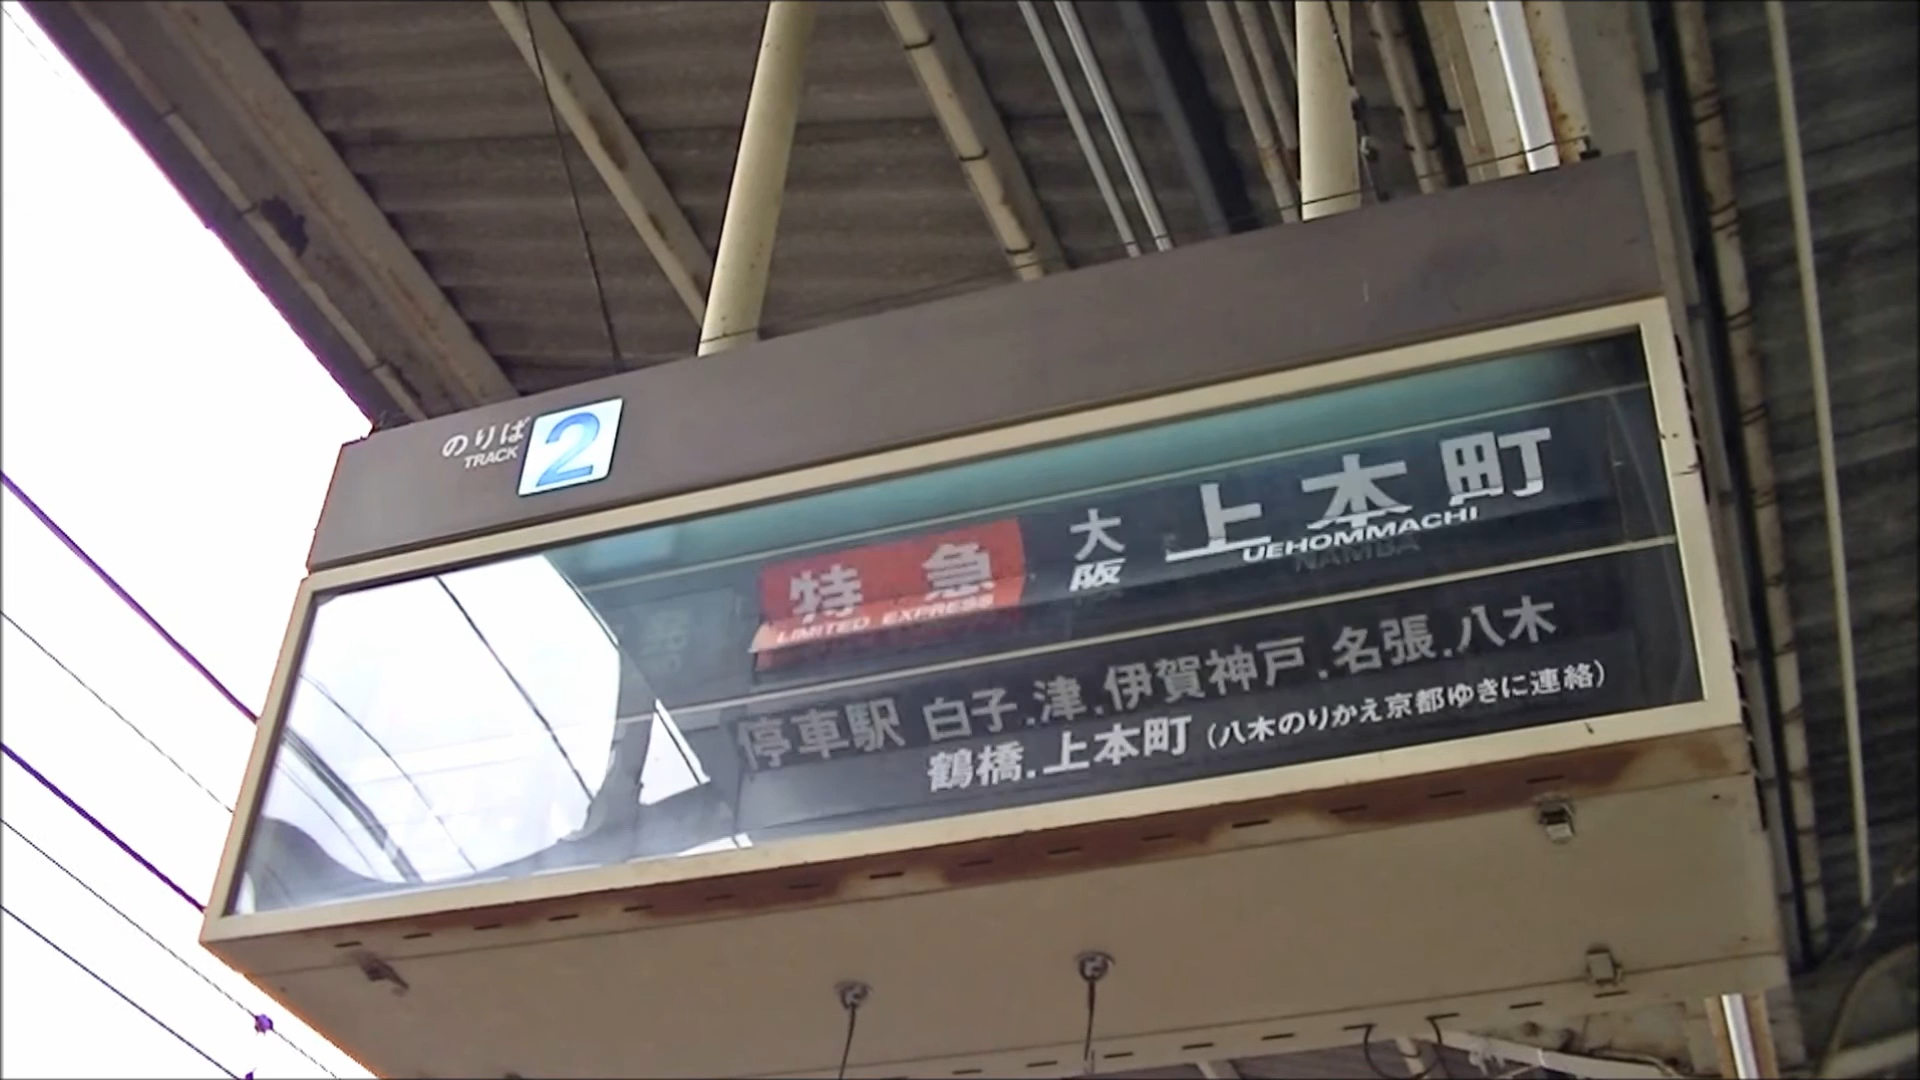 のりば 2
TRACK
特急 大阪上本町
LIMITED EXPRESS UEHOMMACHI
NAMBA
停車駅 白子.津.伊賀神戸.名張.八木
鶴橋.上本町(八木のりかえ京都ゆきに連絡)